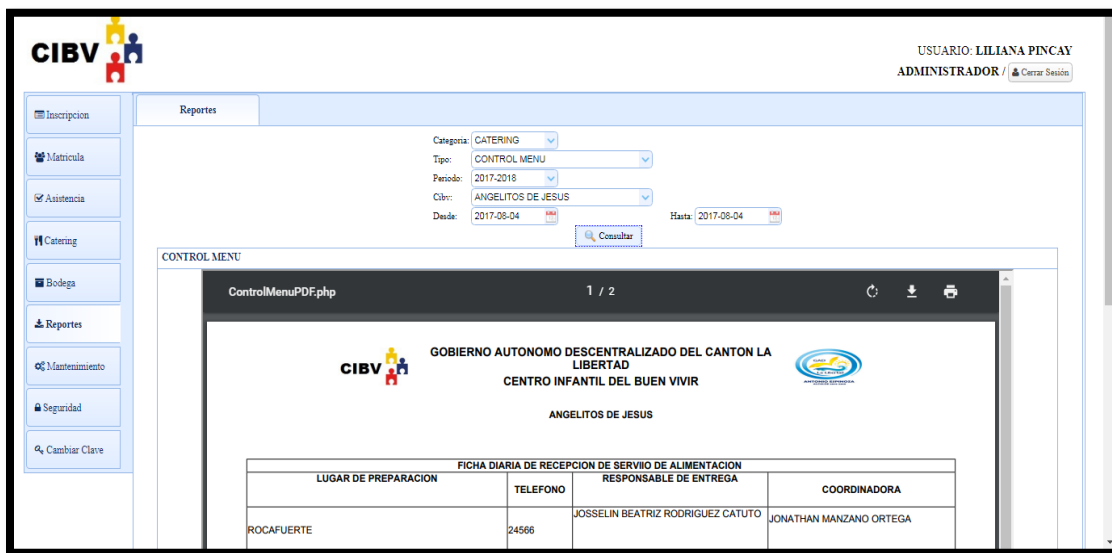 CIBV
USUARIO: LILIANA PINCAY
ADMINISTRADOR / Cerrar Sesión
Inscripcion
Matricula
Asistencia
Catering
Bodega
Reportes
Mantenimiento
Seguridad
Cambiar Clave
Reportes
Categoria: CATERING
Tipo: CONTROL MENU
Periodo: 2017-2018
Cibv: ANGELITOS DE JESUS
Desde: 2017-08-04 Hasta: 2017-08-04
Consultar
CONTROL MENU
ControlMenuPDF.php 1 / 2
CIBV
GOBIERNO AUTONOMO DESCENTRALIZADO DEL CANTON LA
LIBERTAD
CENTRO INFANTIL DEL BUEN VIVIR
ANGELITOS DE JESUS
FICHA DIARIA DE RECEPCION DE SERVIIO DE ALIMENTACION
LUGAR DE PREPARACION TELEFONO RESPONSABLE DE ENTREGA COORDINADORA
ROCAFUERTE 24566 JOSSELIN BEATRIZ RODRIGUEZ CATUTO JONATHAN MANZANO ORTEGA